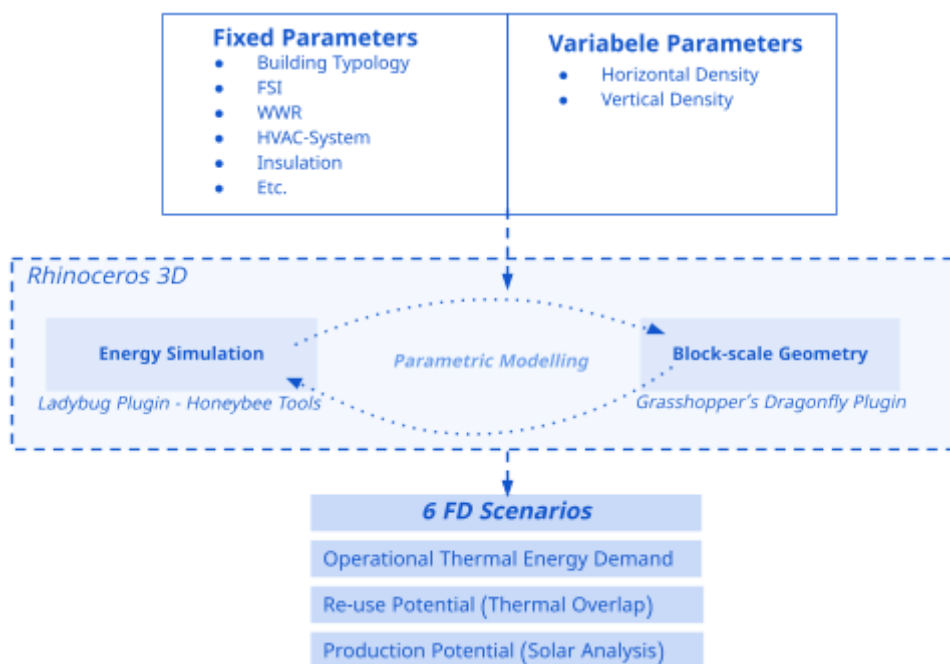 Fixed Parameters
● Building Typology
● FSI
● WWR
● HVAC-System
● Insulation
● Etc.
Variabele Parameters
● Horizontal Density
● Vertical Density
Rhinoceros 3D
Energy Simulation
Ladybug Plugin - Honeybee Tools
Parametric Modelling
Block-scale Geometry
Grasshopper's Dragonfly Plugin
6 FD Scenarios
Operational Thermal Energy Demand
Re-use Potential (Thermal Overlap)
Production Potential (Solar Analysis)